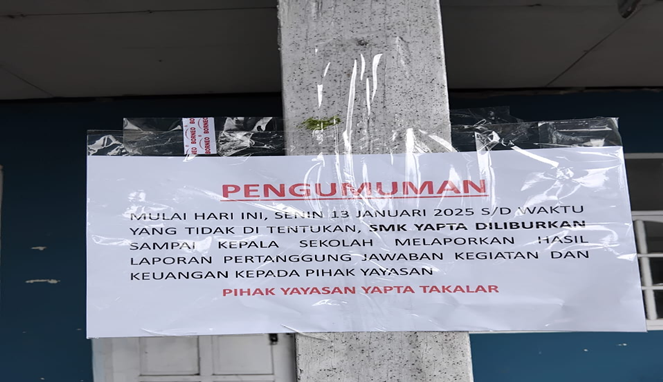 BORNEO
PENGUMUMAN
MULAI HARI INI, SENIN 13 JANUARI 2025 S/D WAKTU
YANG TIDAK DI TENTUKAN, SMK YAPTA DILIBURKAN
SAMPAI KEPALA SEKOLAH MELAPORKAN HASIL
LAPORAN PERTANGGUNG JAWABAN KEGIATAN DAN
KEUANGAN KEPADA PIHAK YAYASAN
PIHAK YAYASAN YAPTA TAKALAR